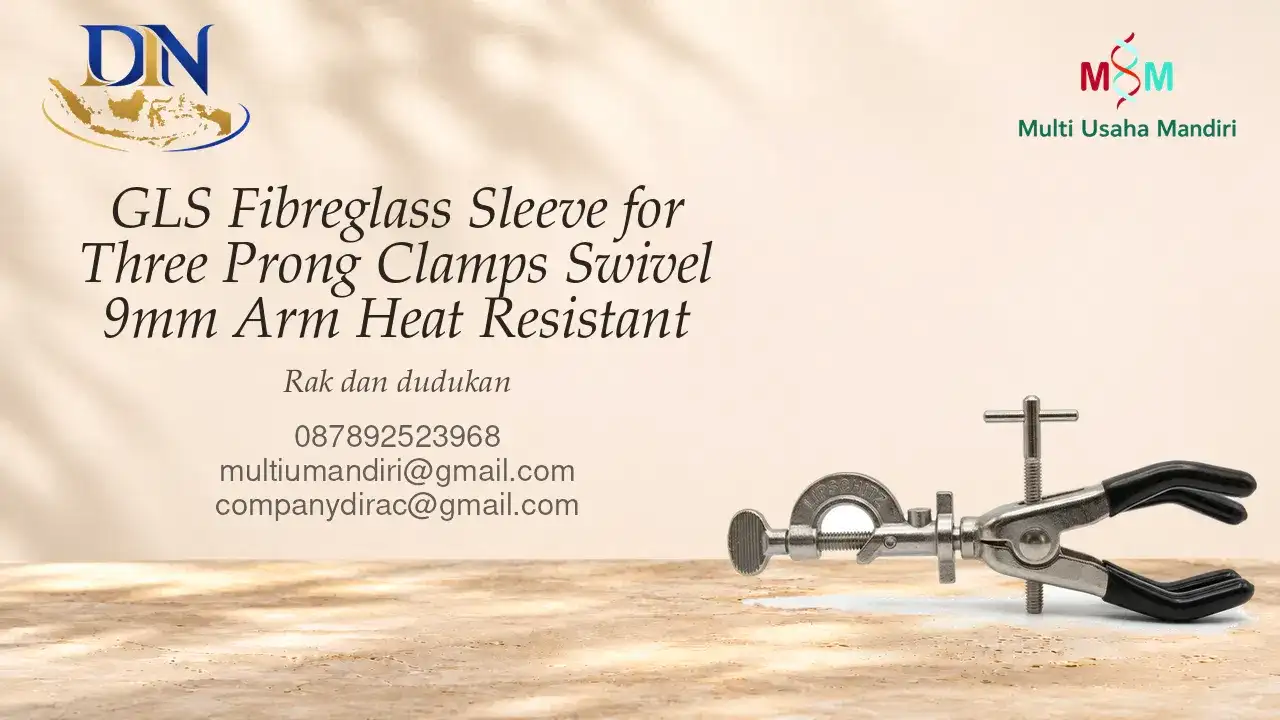 DN
MSM
Multi Usaha Mandiri
GLS Fibreglass Sleeve for
Three Prong Clamps Swivel
9mm Arm Heat Resistant
Rak dan dudukan
087892523968
multiumandiri@gmail.com
companydirac@gmail.com